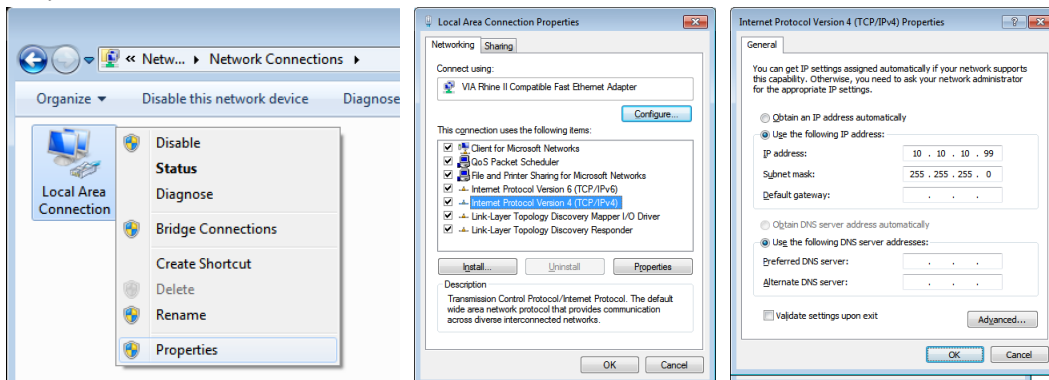 « Netw... ▸ Network Connections ▸
Organize ▾ Disable this network device Diagnose
Local Area
Connection
Disable
Status
Diagnose
Bridge Connections
Create Shortcut
Delete
Rename
Properties
Local Area Connection Properties
Networking Sharing
Connect using:
VIA Rhine II Compatible Fast Ethernet Adapter
Configure...
This connection uses the following items:
Client for Microsoft Networks
QoS Packet Scheduler
File and Printer Sharing for Microsoft Networks
Internet Protocol Version 6 (TCP/IPv6)
Internet Protocol Version 4 (TCP/IPv4)
Link-Layer Topology Discovery Mapper I/O Driver
Link-Layer Topology Discovery Responder
Install... Uninstall Properties
Description
Transmission Control Protocol/Internet Protocol. The default
wide area network protocol that provides communication
across diverse interconnected networks.
OK Cancel
Internet Protocol Version 4 (TCP/IPv4) Properties
General
You can get IP settings assigned automatically if your network supports
this capability. Otherwise, you need to ask your network administrator
for the appropriate IP settings.
Obtain an IP address automatically
Use the following IP address:
IP address: 10 . 10 . 10 . 99
Subnet mask: 255 . 255 . 255 . 0
Default gateway: . . .
Obtain DNS server address automatically
Use the following DNS server addresses:
Preferred DNS server: . . .
Alternate DNS server: . . .
Validate settings upon exit
Advanced...
OK Cancel